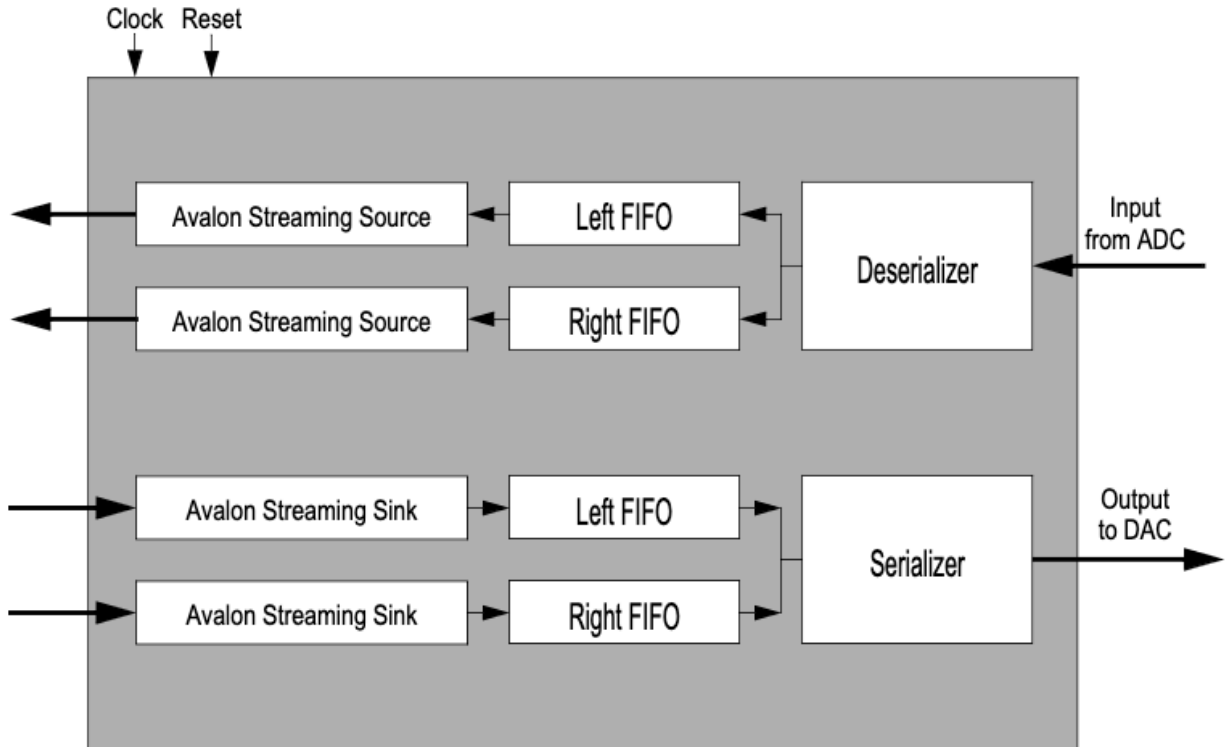 Clock Reset
Avalon Streaming Source
Left FIFO
Avalon Streaming Source
Right FIFO
Deserializer
Input
from ADC
Avalon Streaming Sink
Left FIFO
Avalon Streaming Sink
Right FIFO
Serializer
Output
to DAC